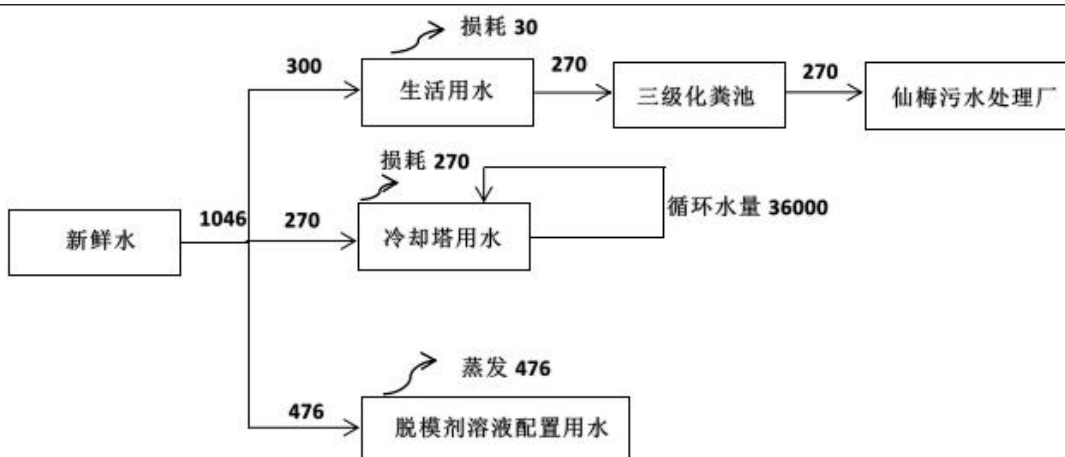 损耗 30
300
生活用水
270
三级化粪池
270
仙梅污水处理厂
损耗 270
新鲜水
1046
270
冷却塔用水
循环水量 36000
蒸发 476
476
脱模剂溶液配置用水